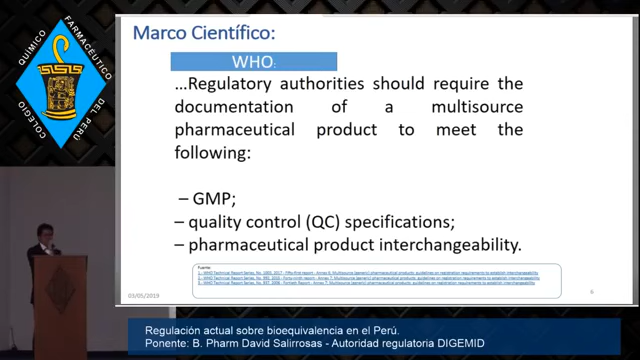 QUÍMICO
FARMACÉUTICO
DEL PERÚ
COLEGIO
Marco Científico:
WHO:
…Regulatory authorities should require the
documentation of a multisource
pharmaceutical product to meet the
following:
– GMP;
– quality control (QC) specifications;
– pharmaceutical product interchangeability.
Fuente:
03/05/2019
6
Regulación actual sobre bioequivalencia en el Perú.
Ponente: B. Pharm David Salirrosas - Autoridad regulatoria DIGEMID